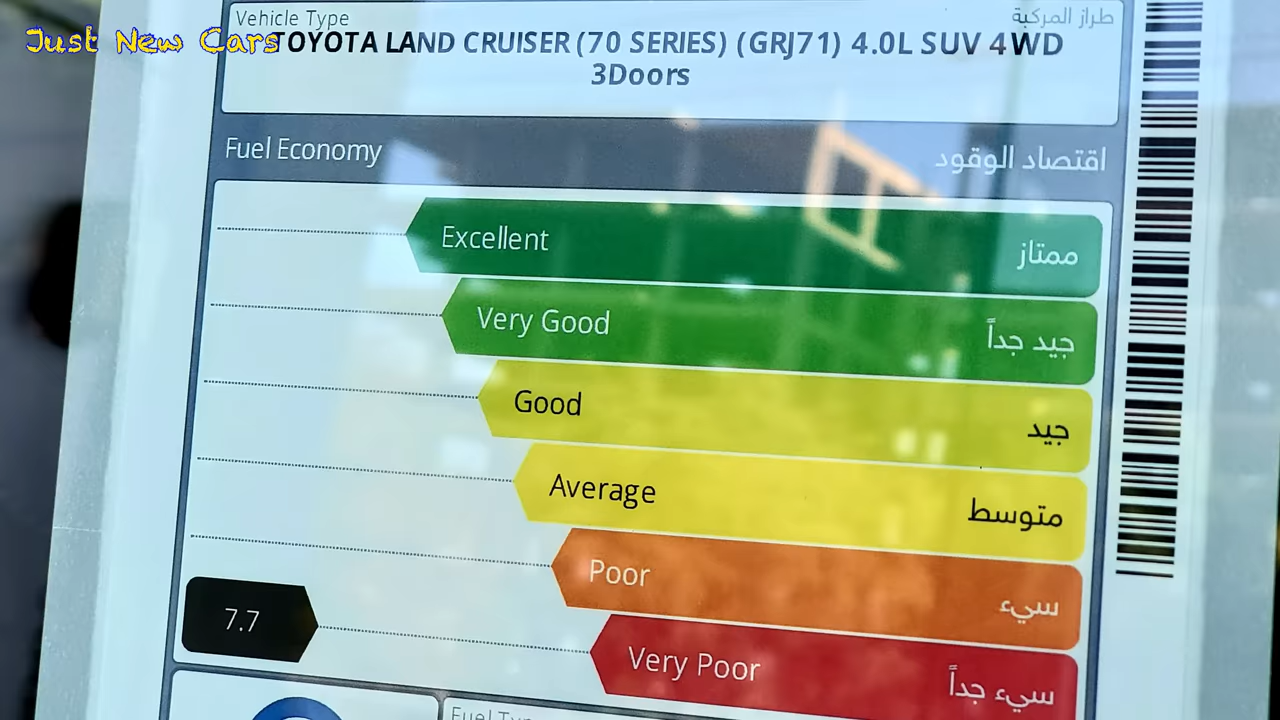 Just New Cars
Vehicle Type طراز المركبة
TOYOTA LAND CRUISER (70 SERIES) (GRJ71) 4.0L SUV 4WD
3Doors
Fuel Economy اقتصاد الوقود
Excellent ممتاز
Very Good جيد جداً
Good جيد
Average متوسط
Poor سيء
7.7 Very Poor سيء جداً
Fuel